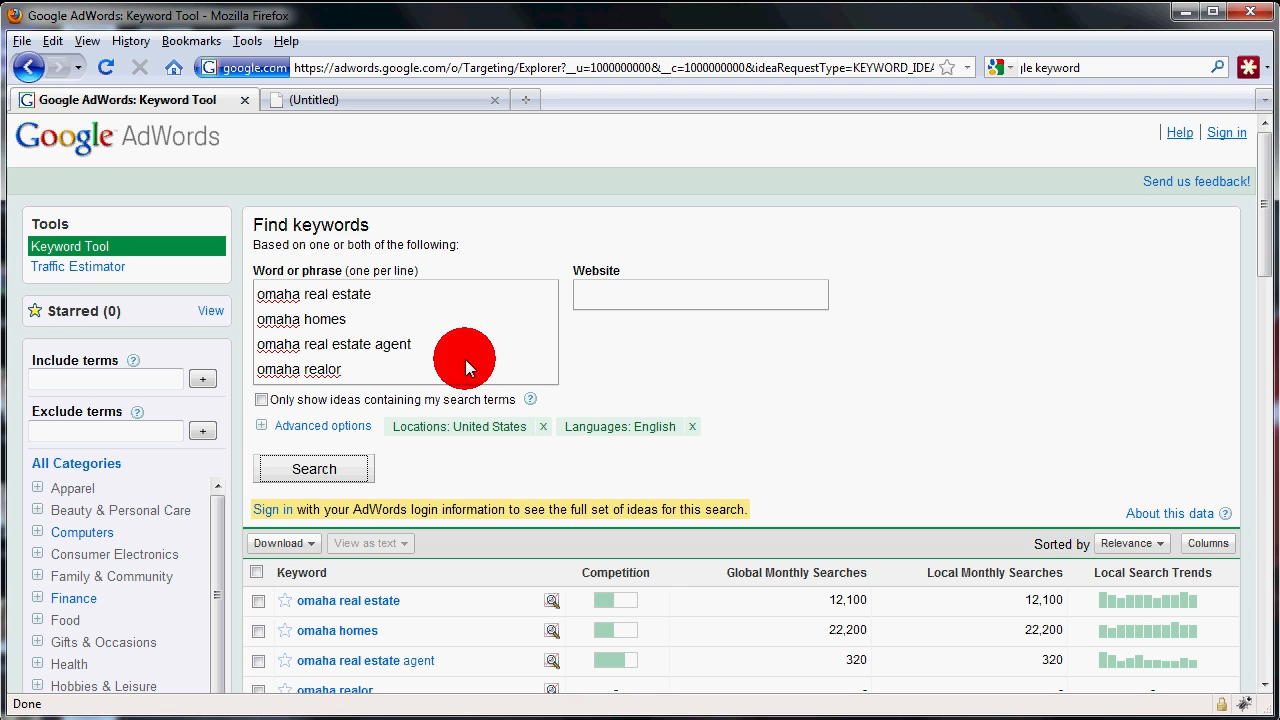 Google AdWords: Keyword Tool - Mozilla Firefox
File Edit View History Bookmarks Tools Help
google.com https://adwords.google.com/o/Targeting/Explorer?__u=1000000000&__c=1000000000&ideaRequestType=KEYWORD_IDEA
le keyword
Google AdWords: Keyword Tool (Untitled)
Google AdWords
Help Sign in
Send us feedback!
Tools
Keyword Tool
Traffic Estimator
Starred (0) View
Include terms ?
+
Exclude terms ?
+
All Categories
Apparel
Beauty & Personal Care
Computers
Consumer Electronics
Family & Community
Finance
Food
Gifts & Occasions
Health
Hobbies & Leisure
Find keywords
Based on one or both of the following:
Word or phrase (one per line) Website
omaha real estate
omaha homes
omaha real estate agent
omaha realor
Only show ideas containing my search terms ?
Advanced options Locations: United States x Languages: English x
Search
Sign in with your AdWords login information to see the full set of ideas for this search.
About this data ?
Download View as text Sorted by Relevance Columns
Keyword Competition Global Monthly Searches Local Monthly Searches Local Search Trends
omaha real estate 12,100 12,100
omaha homes 22,200 22,200
omaha real estate agent 320 320
omaha realor - - - -
Done